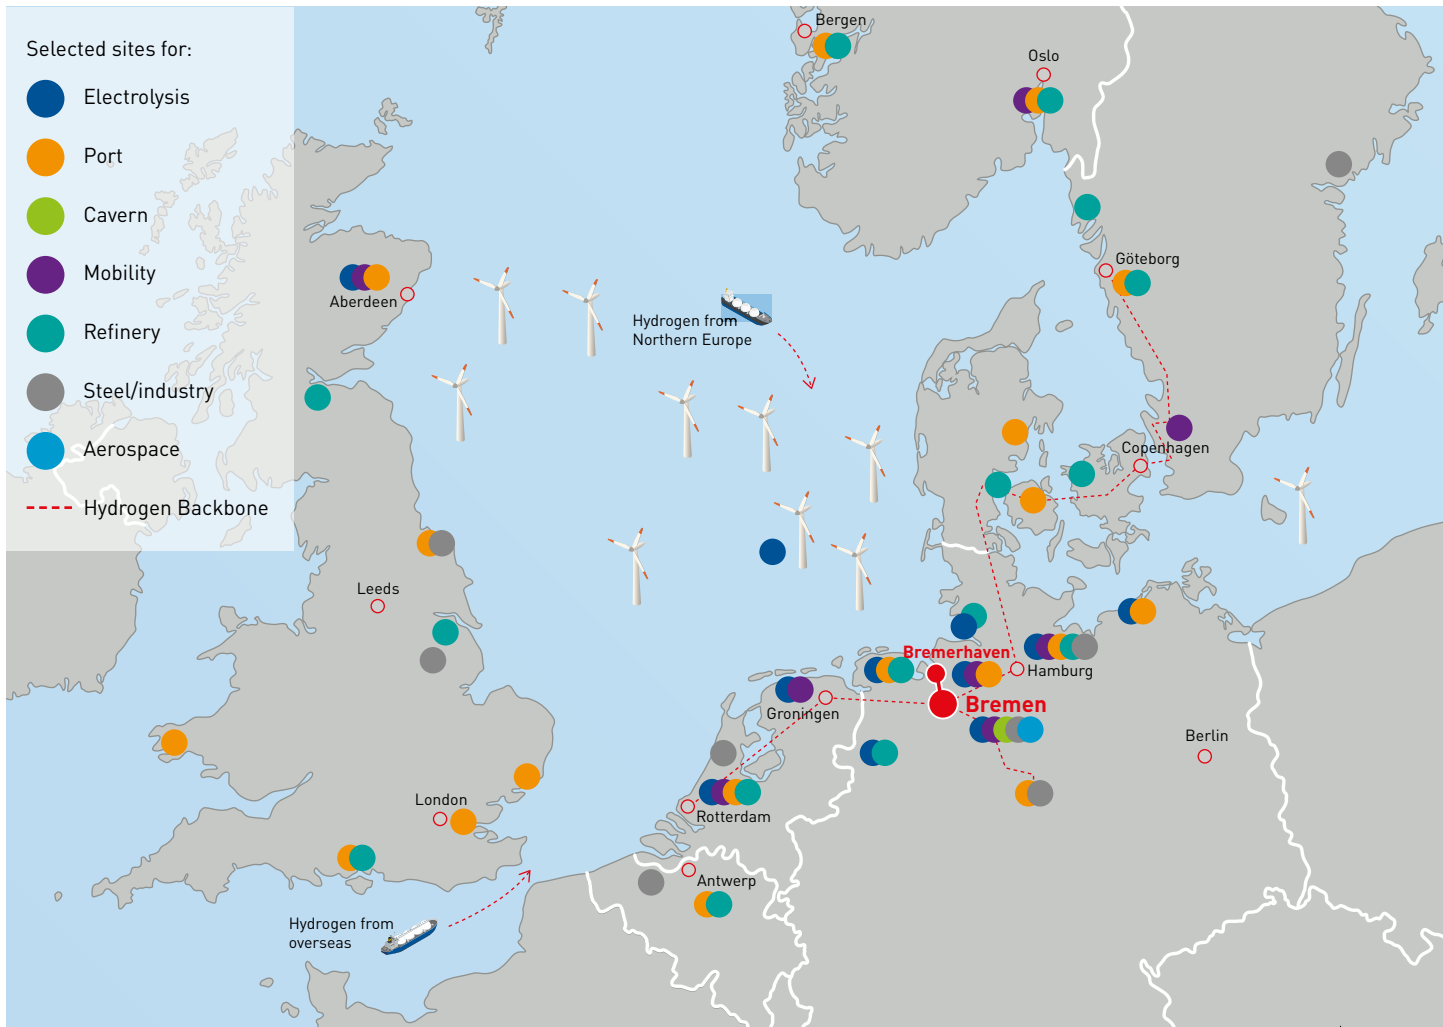 Selected sites for:
Electrolysis
Port
Cavern
Mobility
Refinery
Steel/industry
Aerospace
Hydrogen Backbone
Bergen
Oslo
Göteborg
Aberdeen
Hydrogen from
Northern Europe
Copenhagen
Leeds
Bremerhaven
Hamburg
Groningen
Bremen
Berlin
London
Rotterdam
Antwerp
Hydrogen from
overseas